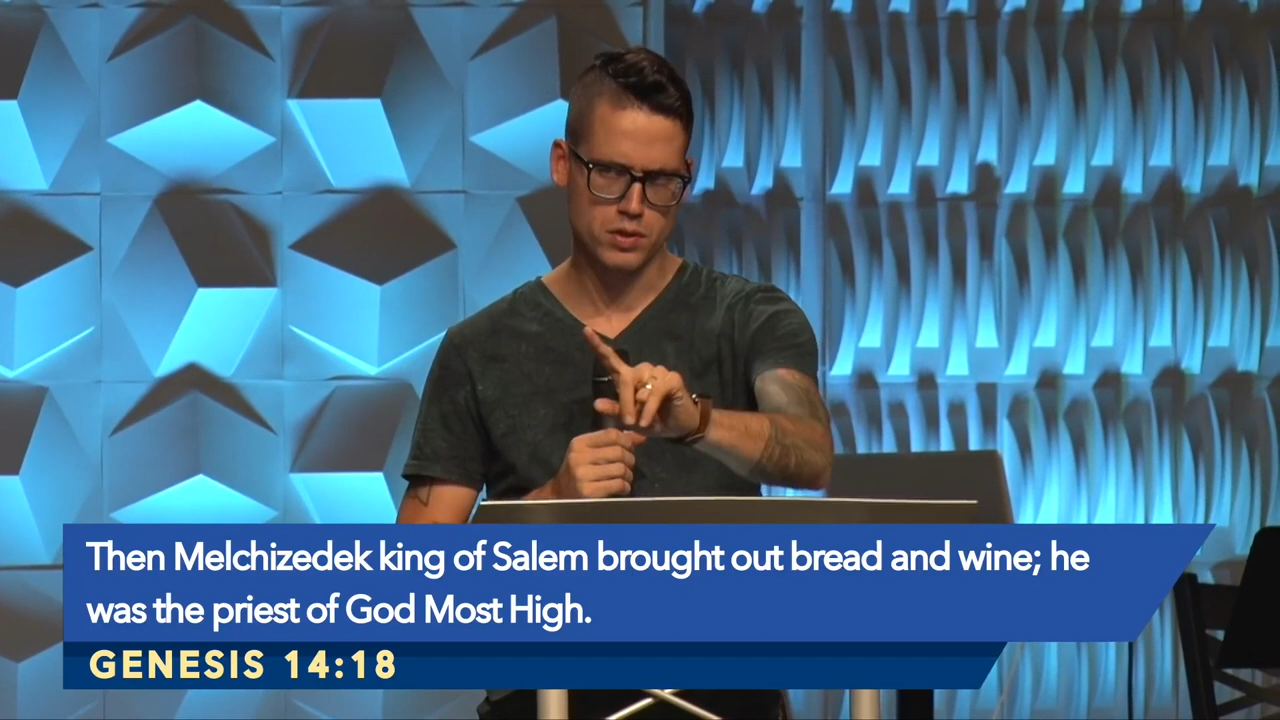 Then Melchizedek king of Salem brought out bread and wine; he
was the priest of God Most High.
GENESIS 14:18